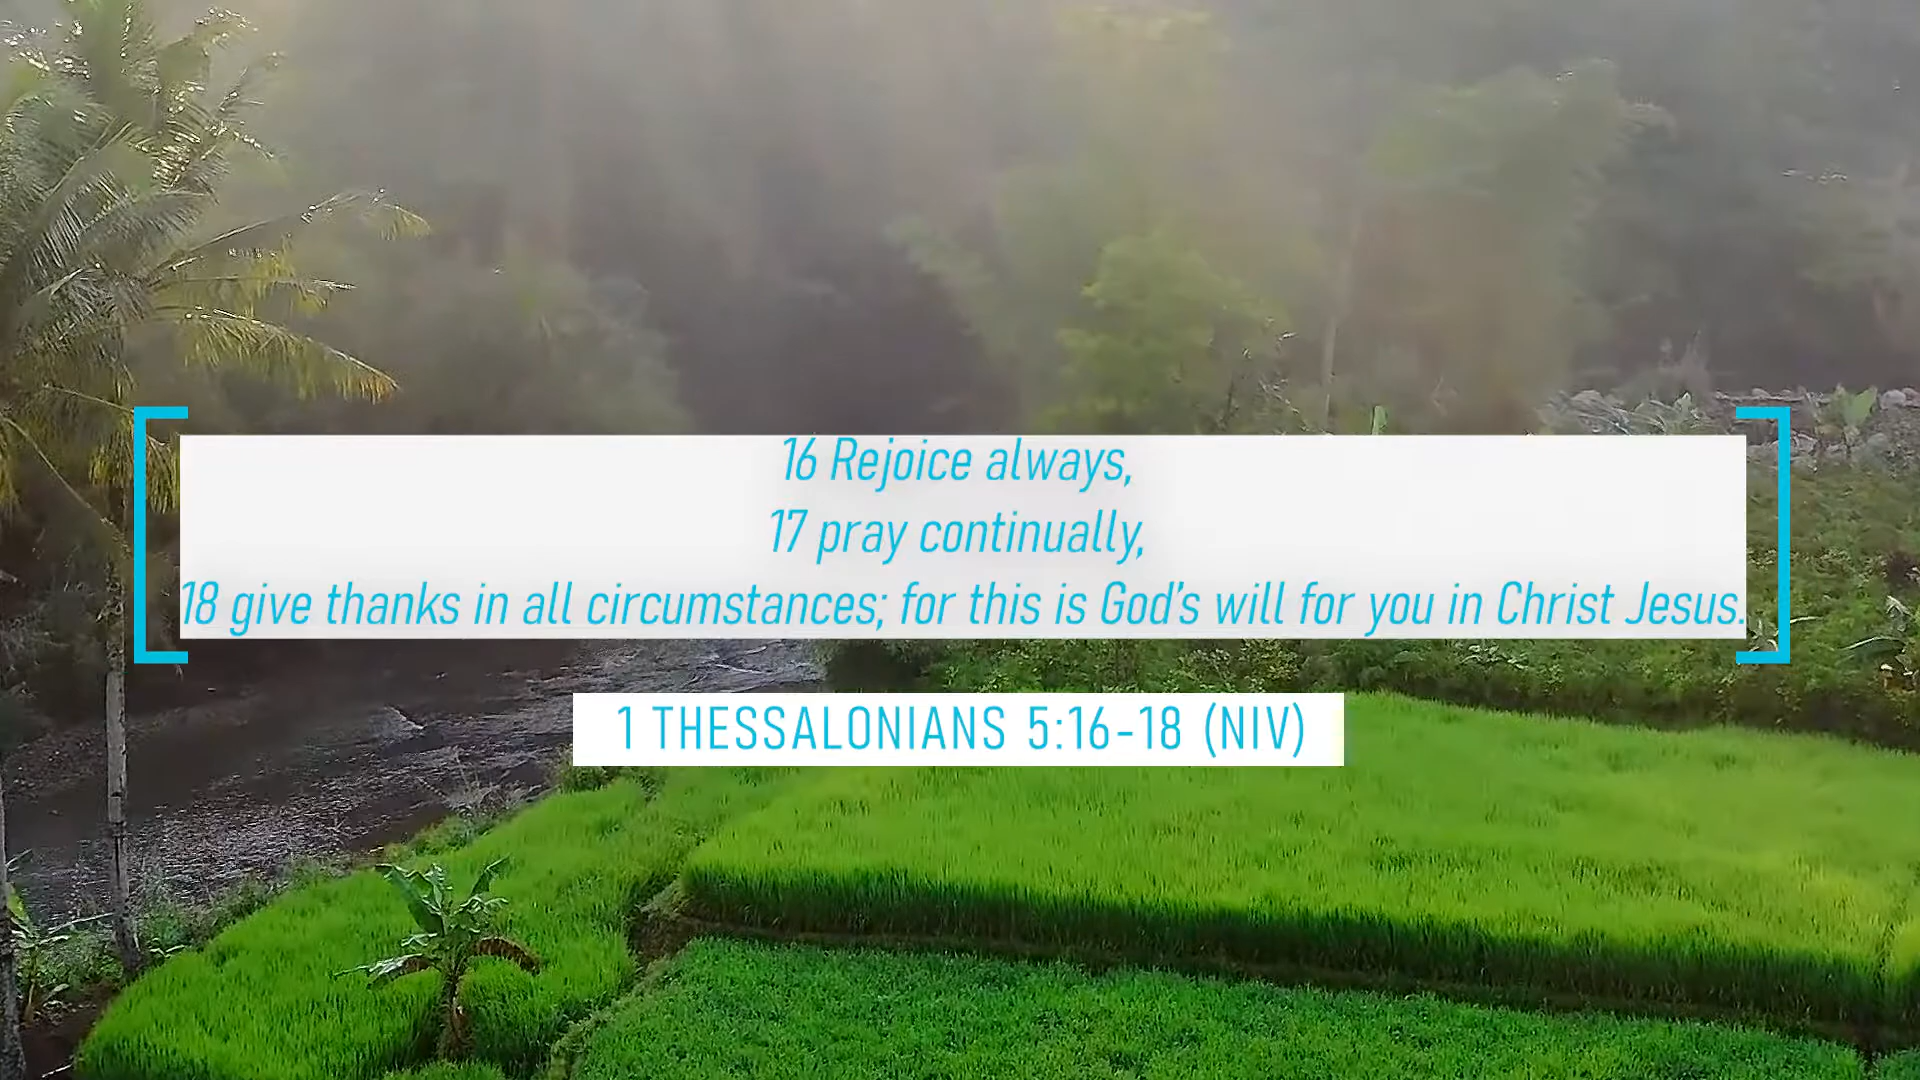 16 Rejoice always,
17 pray continually,
18 give thanks in all circumstances; for this is God’s will for you in Christ Jesus.
1 THESSALONIANS 5:16-18 (NIV)